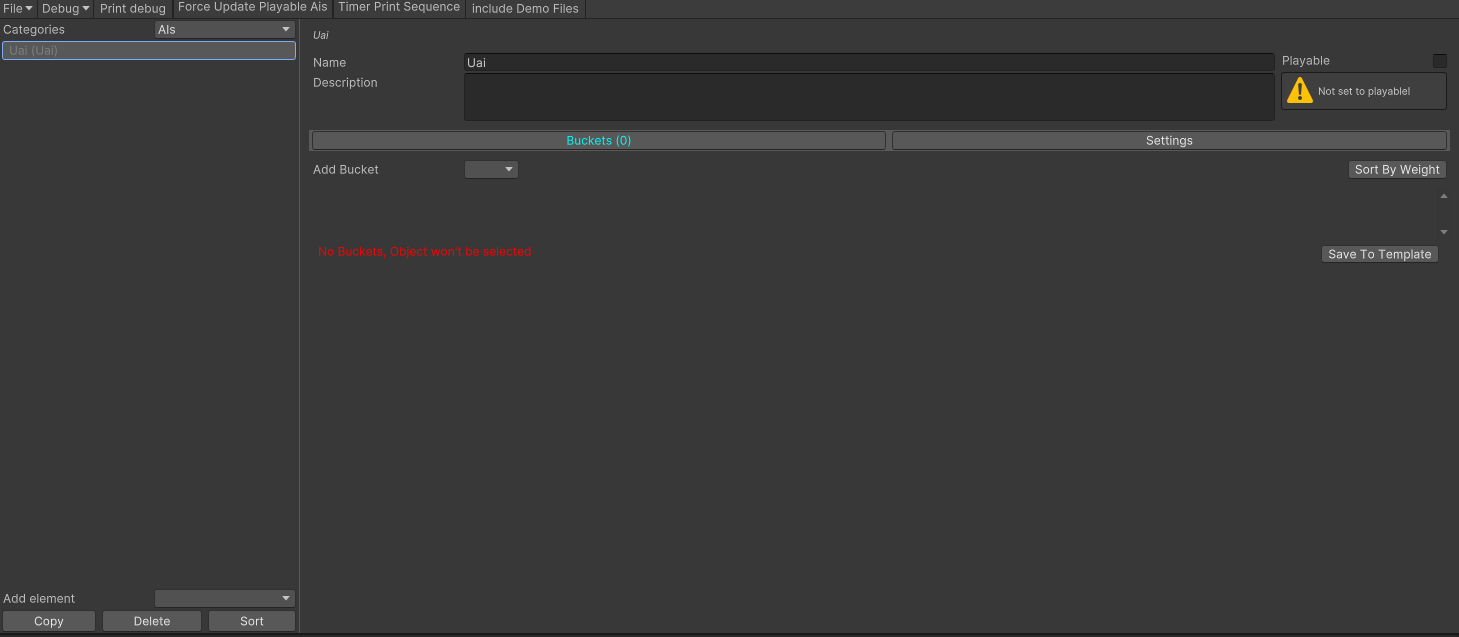 File Debug Print debug Force Update Playable Ais Timer Print Sequence include Demo Files
Categories AIs
Uai (Uai)
Uai
Name Uai
Playable
Description
Not set to playable!
Buckets (0) Settings
Add Bucket Sort By Weight
No Buckets, Object won't be selected
Save To Template
Add element
Copy Delete Sort